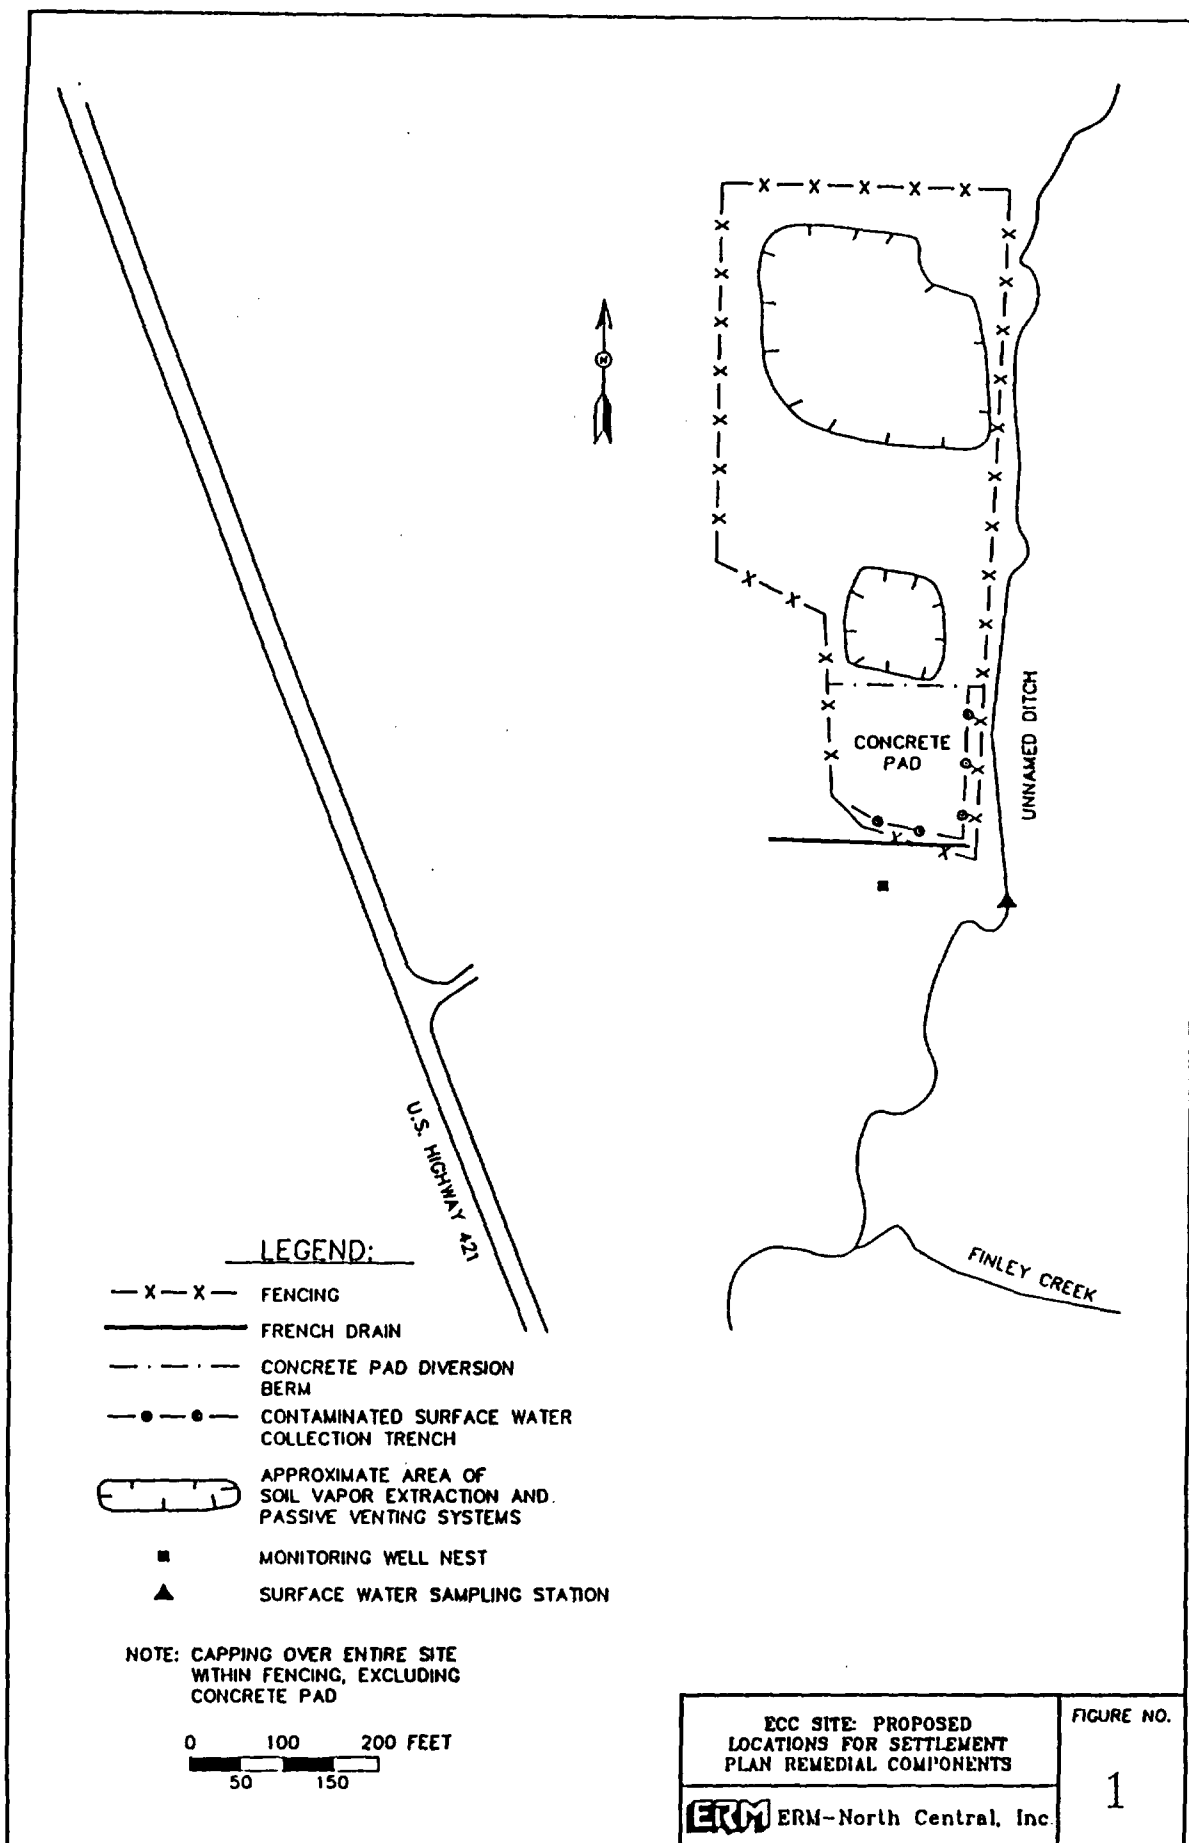 N
CONCRETE
PAD
UNNAMED DITCH
U.S. HIGHWAY 421
FINLEY CREEK
LEGEND:
— X — X — FENCING
FRENCH DRAIN
CONCRETE PAD DIVERSION
BERM
CONTAMINATED SURFACE WATER
COLLECTION TRENCH
APPROXIMATE AREA OF
SOIL VAPOR EXTRACTION AND
PASSIVE VENTING SYSTEMS
MONITORING WELL NEST
SURFACE WATER SAMPLING STATION
NOTE: CAPPING OVER ENTIRE SITE
WITHIN FENCING, EXCLUDING
CONCRETE PAD
0 100 200 FEET
50 150
ECC SITE: PROPOSED
LOCATIONS FOR SETTLEMENT
PLAN REMEDIAL COMPONENTS
ERM ERM-North Central, Inc.
FIGURE NO.
1